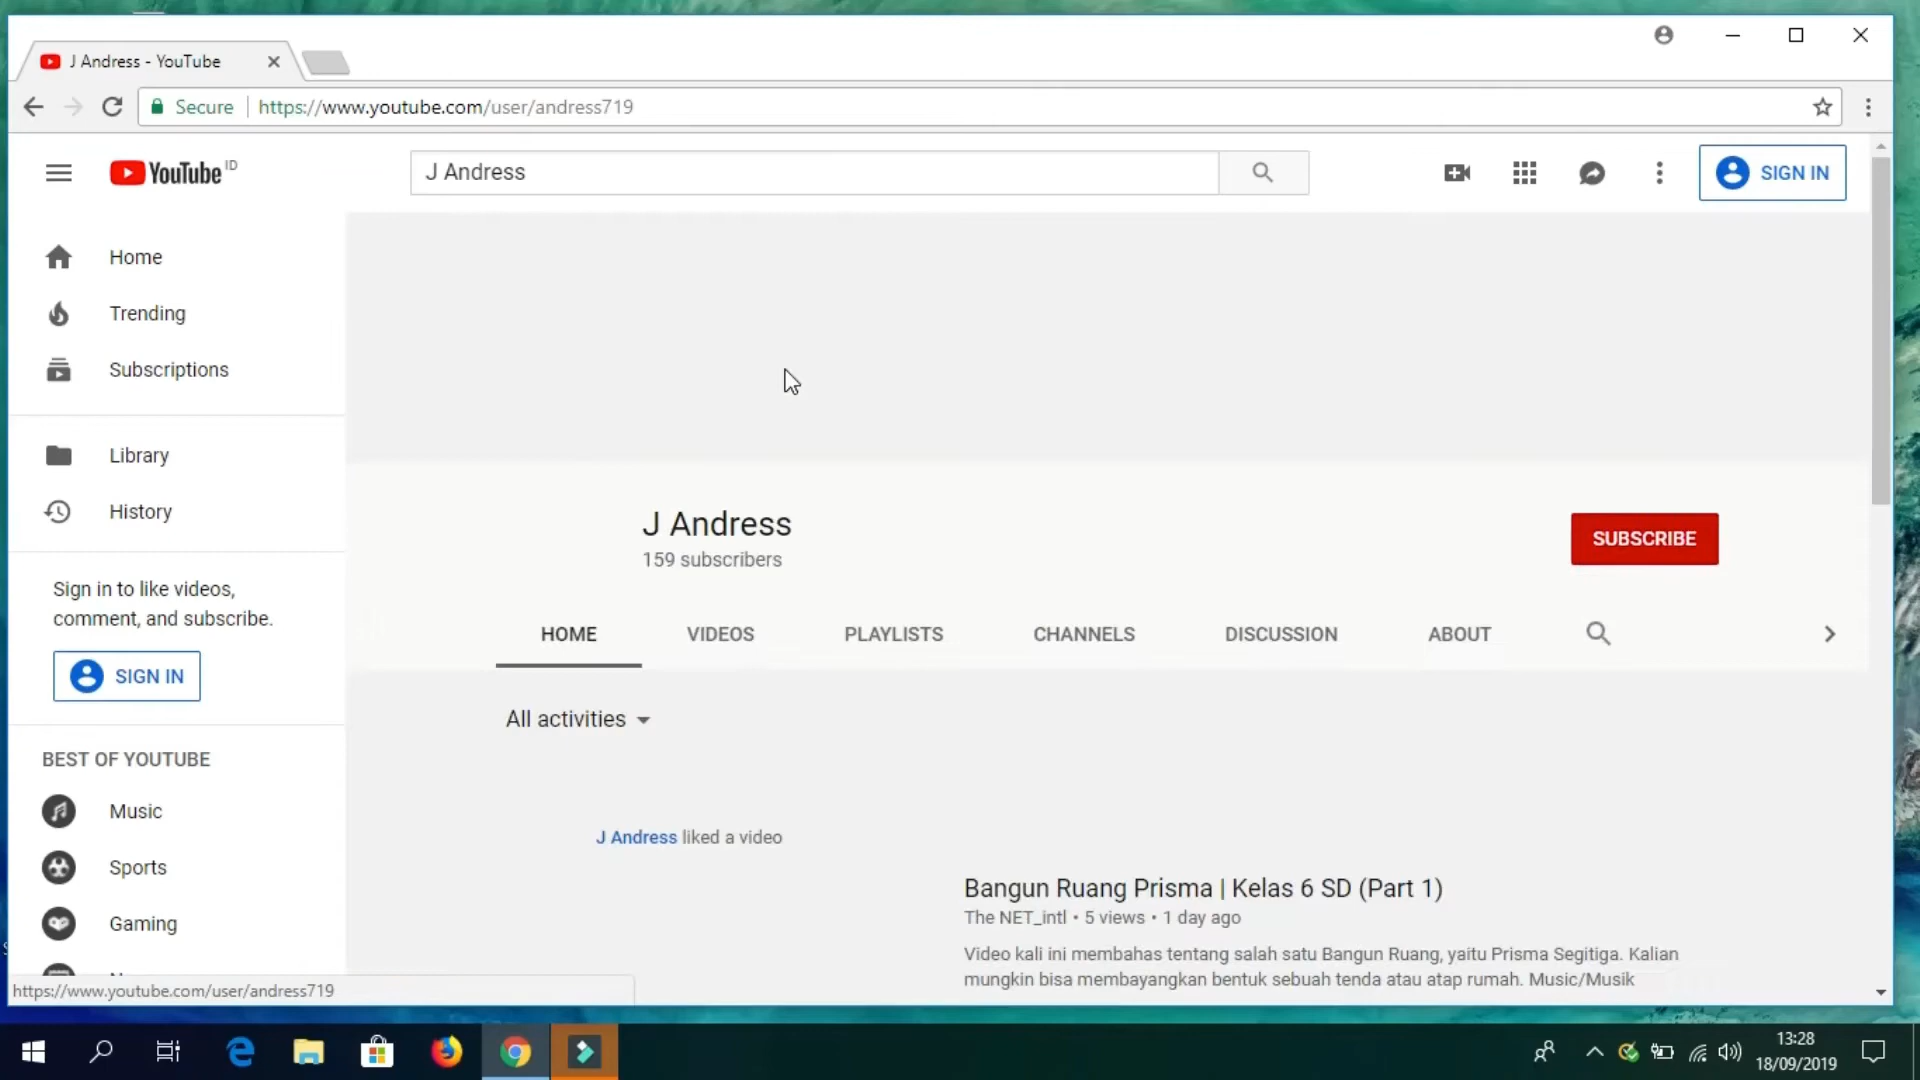 J Andress - YouTube
Secure
https://www.youtube.com/user/andress719
YouTube ID
J Andress
SIGN IN
Home
Trending
Subscriptions
Library
History
Sign in to like videos,
comment, and subscribe.
SIGN IN
BEST OF YOUTUBE
Music
Sports
Gaming
J Andress
159 subscribers
SUBSCRIBE
HOME
VIDEOS
PLAYLISTS
CHANNELS
DISCUSSION
ABOUT
All activities
J Andress liked a video
Bangun Ruang Prisma | Kelas 6 SD (Part 1)
The NET_intl • 5 views • 1 day ago
Video kali ini membahas tentang salah satu Bangun Ruang, yaitu Prisma Segitiga. Kalian
mungkin bisa membayangkan bentuk sebuah tenda atau atap rumah. Music/Musik
https://www.youtube.com/user/andress719
13:28
18/09/2019